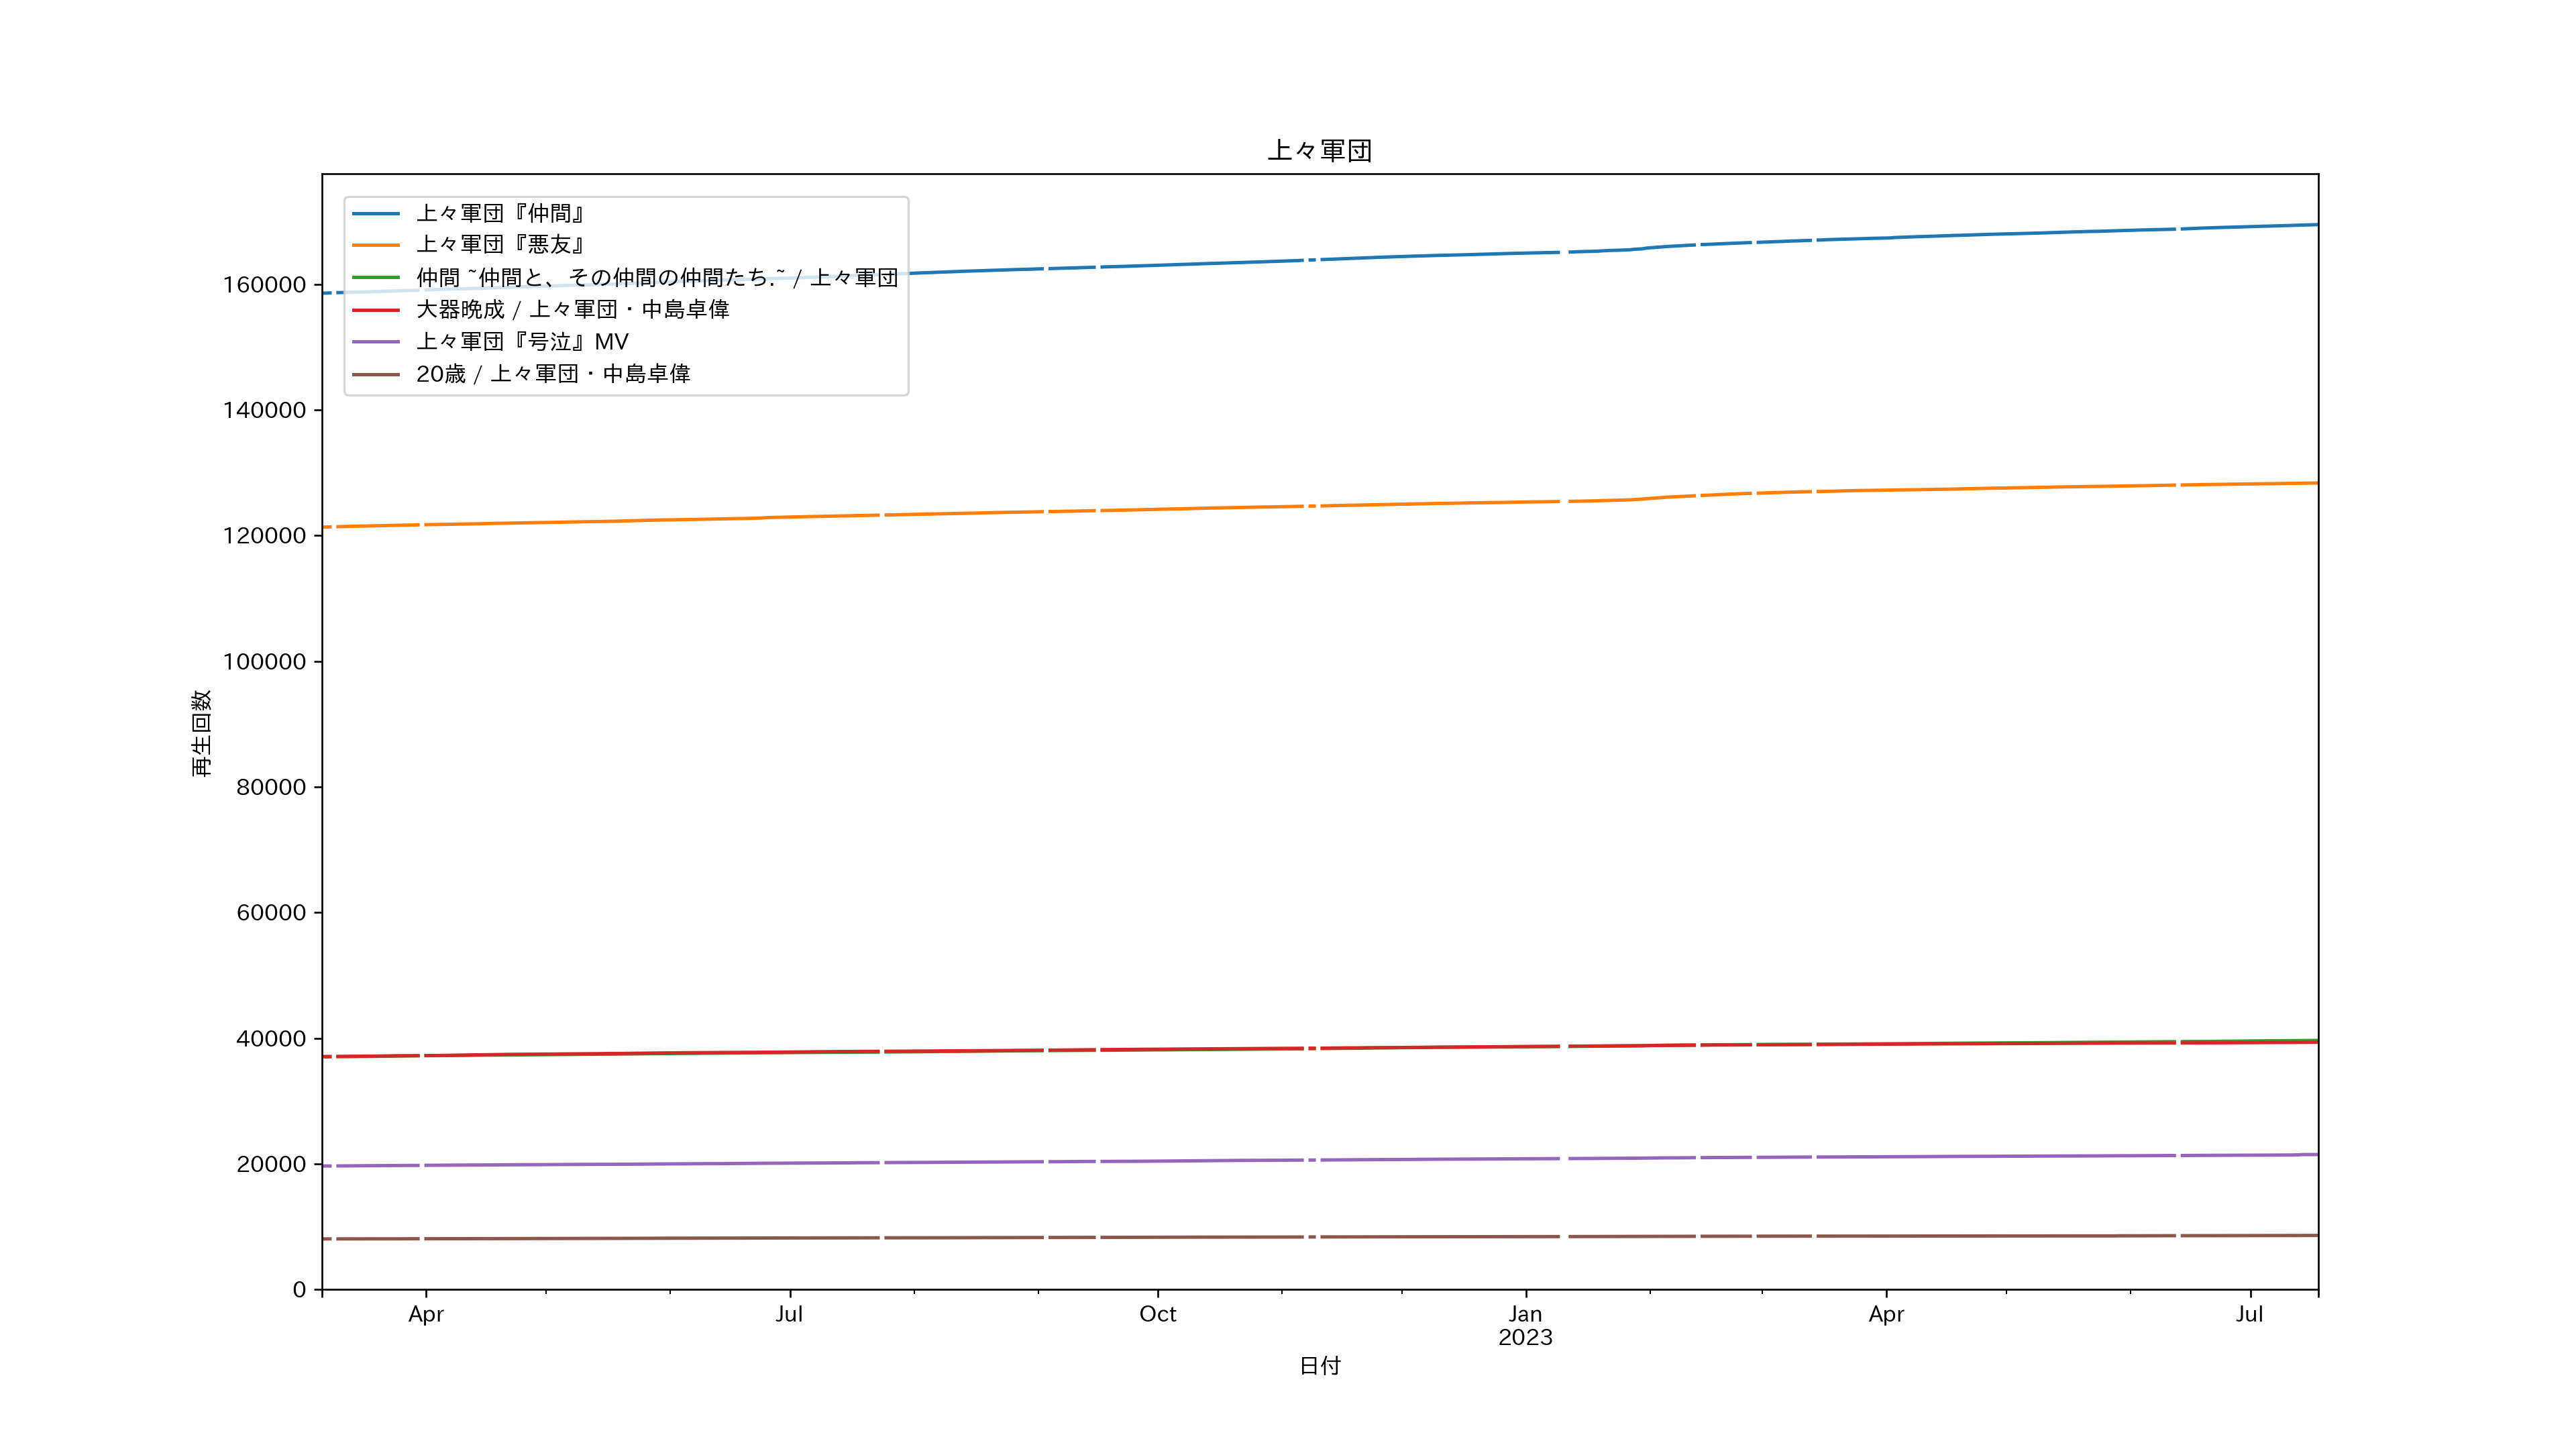 上々軍団
上々軍団『仲間』
上々軍団『悪友』
仲間 ~仲間と、その仲間の仲間たち.~ / 上々軍団
大器晩成 / 上々軍団・中島卓偉
上々軍団『号泣』MV
20歳 / 上々軍団・中島卓偉
160000
140000
120000
100000
80000
60000
40000
20000
0
再生回数
Apr
Jul
Oct
Jan
2023
Apr
Jul
日付